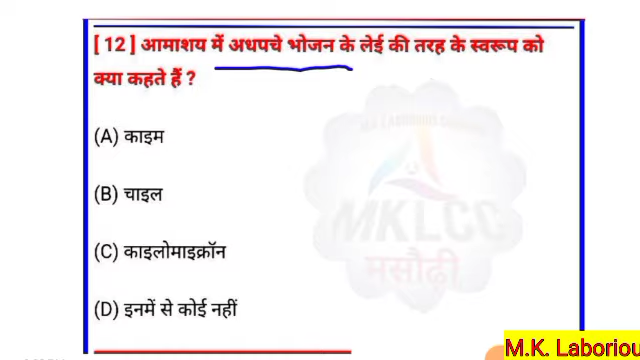 [ 12 ] आमाशय में अधपचे भोजन के लेई की तरह के स्वरूप को
क्या कहते हैं ?
(A) काइम
(B) चाइल
(C) काइलोमाइक्रॉन
(D) इनमें से कोई नहीं
MKLCC
मसौढ़ी
M.K. Laboriou